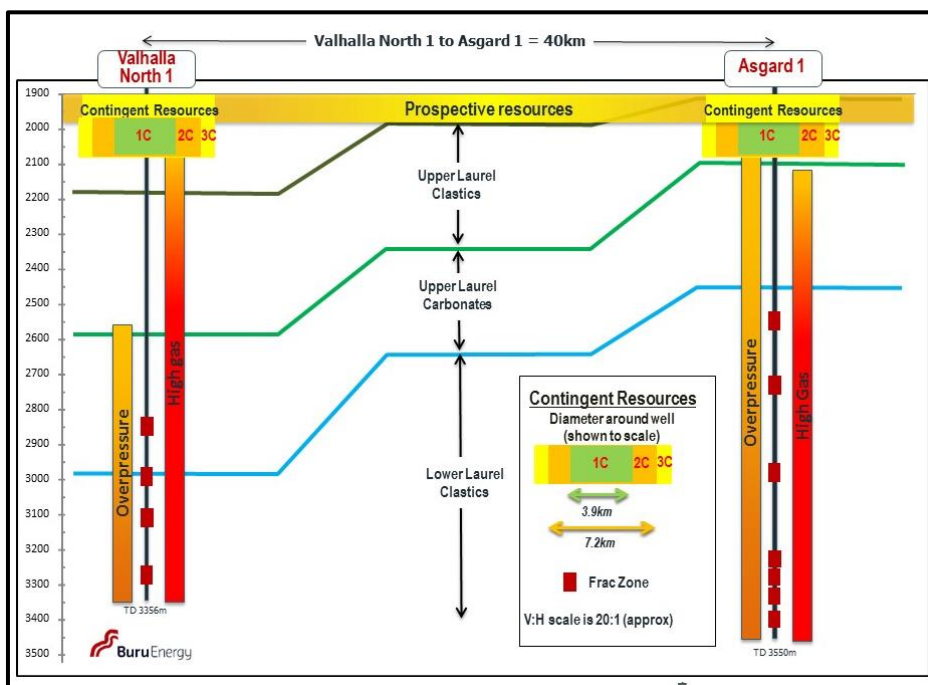 Valhalla North 1 to Asgard 1 = 40km
Valhalla
North 1
Asgard 1
Contingent Resources
1C 2C 3C
Prospective resources
Contingent Resources
1C 2C 3C
1900
2000
2100
2200
2300
2400
2500
2600
2700
2800
2900
3000
3100
3200
3300
3400
3500
Overpressure
High gas
TD 3356m
Upper Laurel
Clastics
Upper Laurel
Carbonates
Lower Laurel
Clastics
Contingent Resources
Diameter around well
(shown to scale)
1C 2C 3C
3.9km
7.2km
Frac Zone
V:H scale is 20:1 (approx)
Overpressure
High Gas
TD 3550m
BuruEnergy